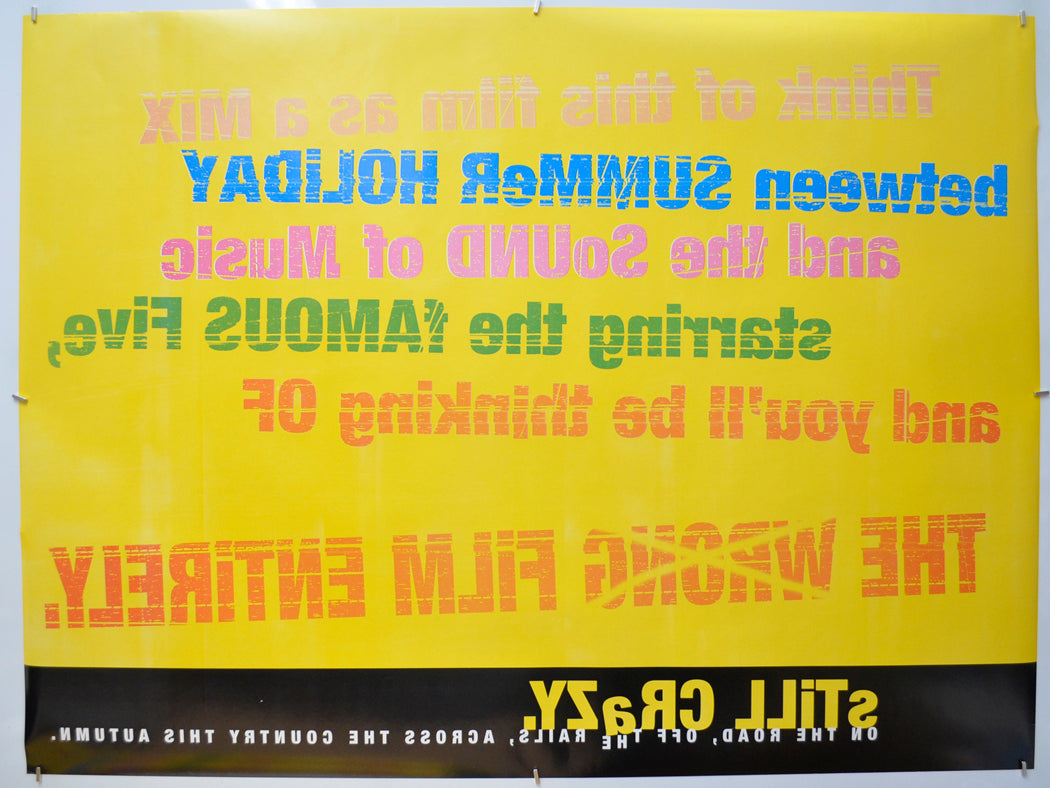 Think of this film as a MiX
between SUMMeR HOLiDAY
and the SoUND of Music
starring the fAMOUS Five,
and you'll be thinking OF
THE WRONG FiLM ENTiRELY.
sTiLL CRaZY.
ON THE ROAD, OFF THE RAILS, ACROSS THE COUNTRY THIS AUTUMN.